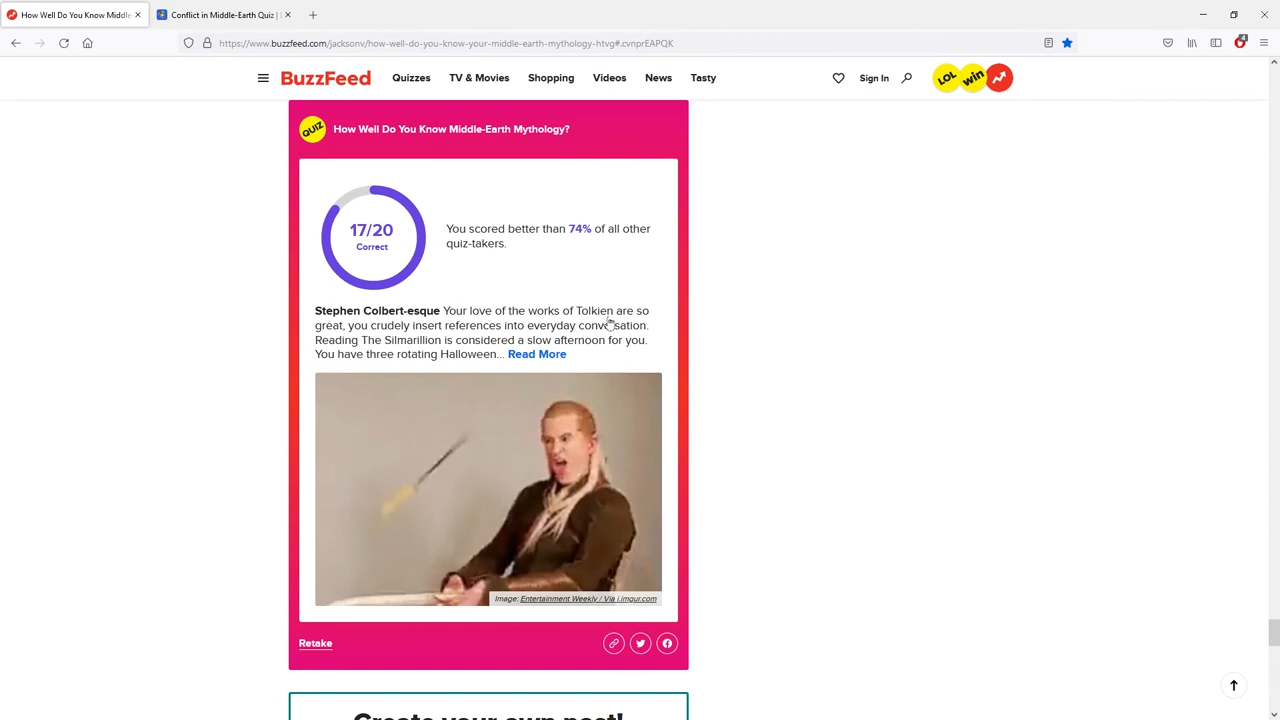 How Well Do You Know Middle
Conflict in Middle-Earth Quiz |
https://www.buzzfeed.com/jacksonv/how-well-do-you-know-your-middle-earth-mythology-htvg#.cvnprEAPQK
BuzzFeed Quizzes TV & Movies Shopping Videos News Tasty Sign In LOL win
QUIZ How Well Do You Know Middle-Earth Mythology?
17/20
Correct
You scored better than 74% of all other
quiz-takers.
Stephen Colbert-esque Your love of the works of Tolkien are so
great, you crudely insert references into everyday conversation.
Reading The Silmarillion is considered a slow afternoon for you.
You have three rotating Halloween... Read More
Image: Entertainment Weekly / Via i.imgur.com
Retake
Create your own post!